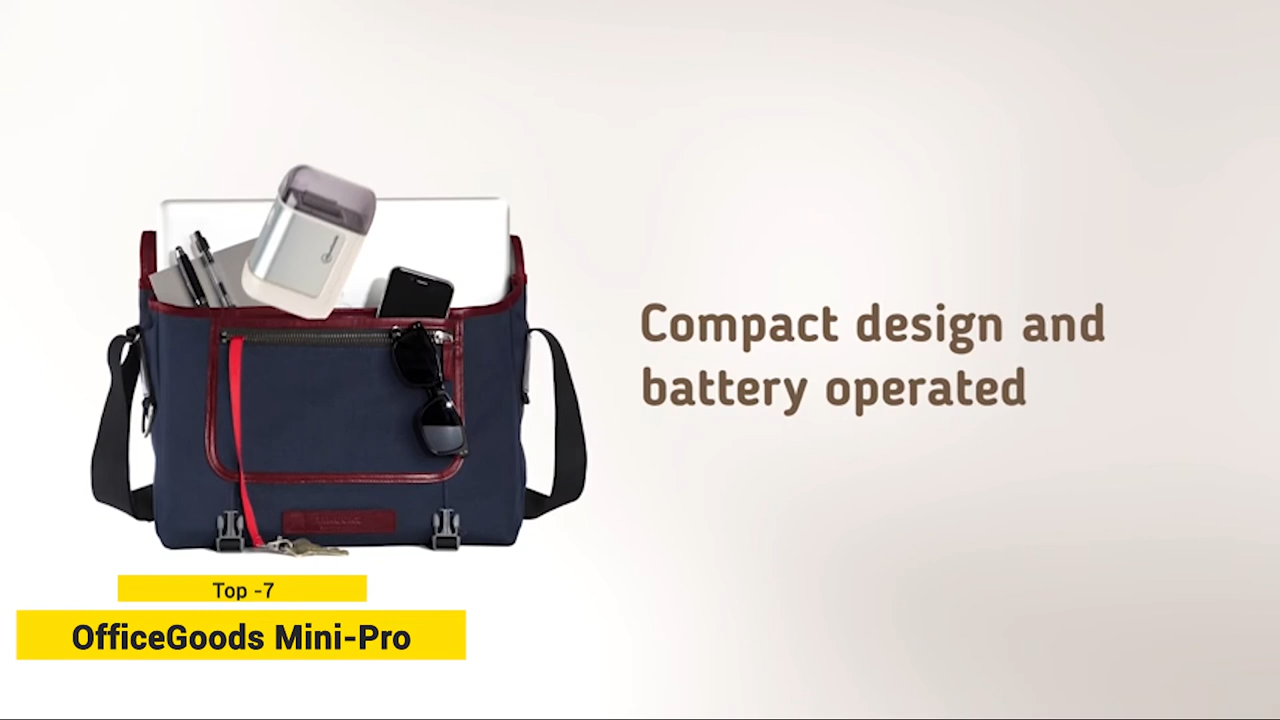 Compact design and
battery operated
Top -7
OfficeGoods Mini-Pro